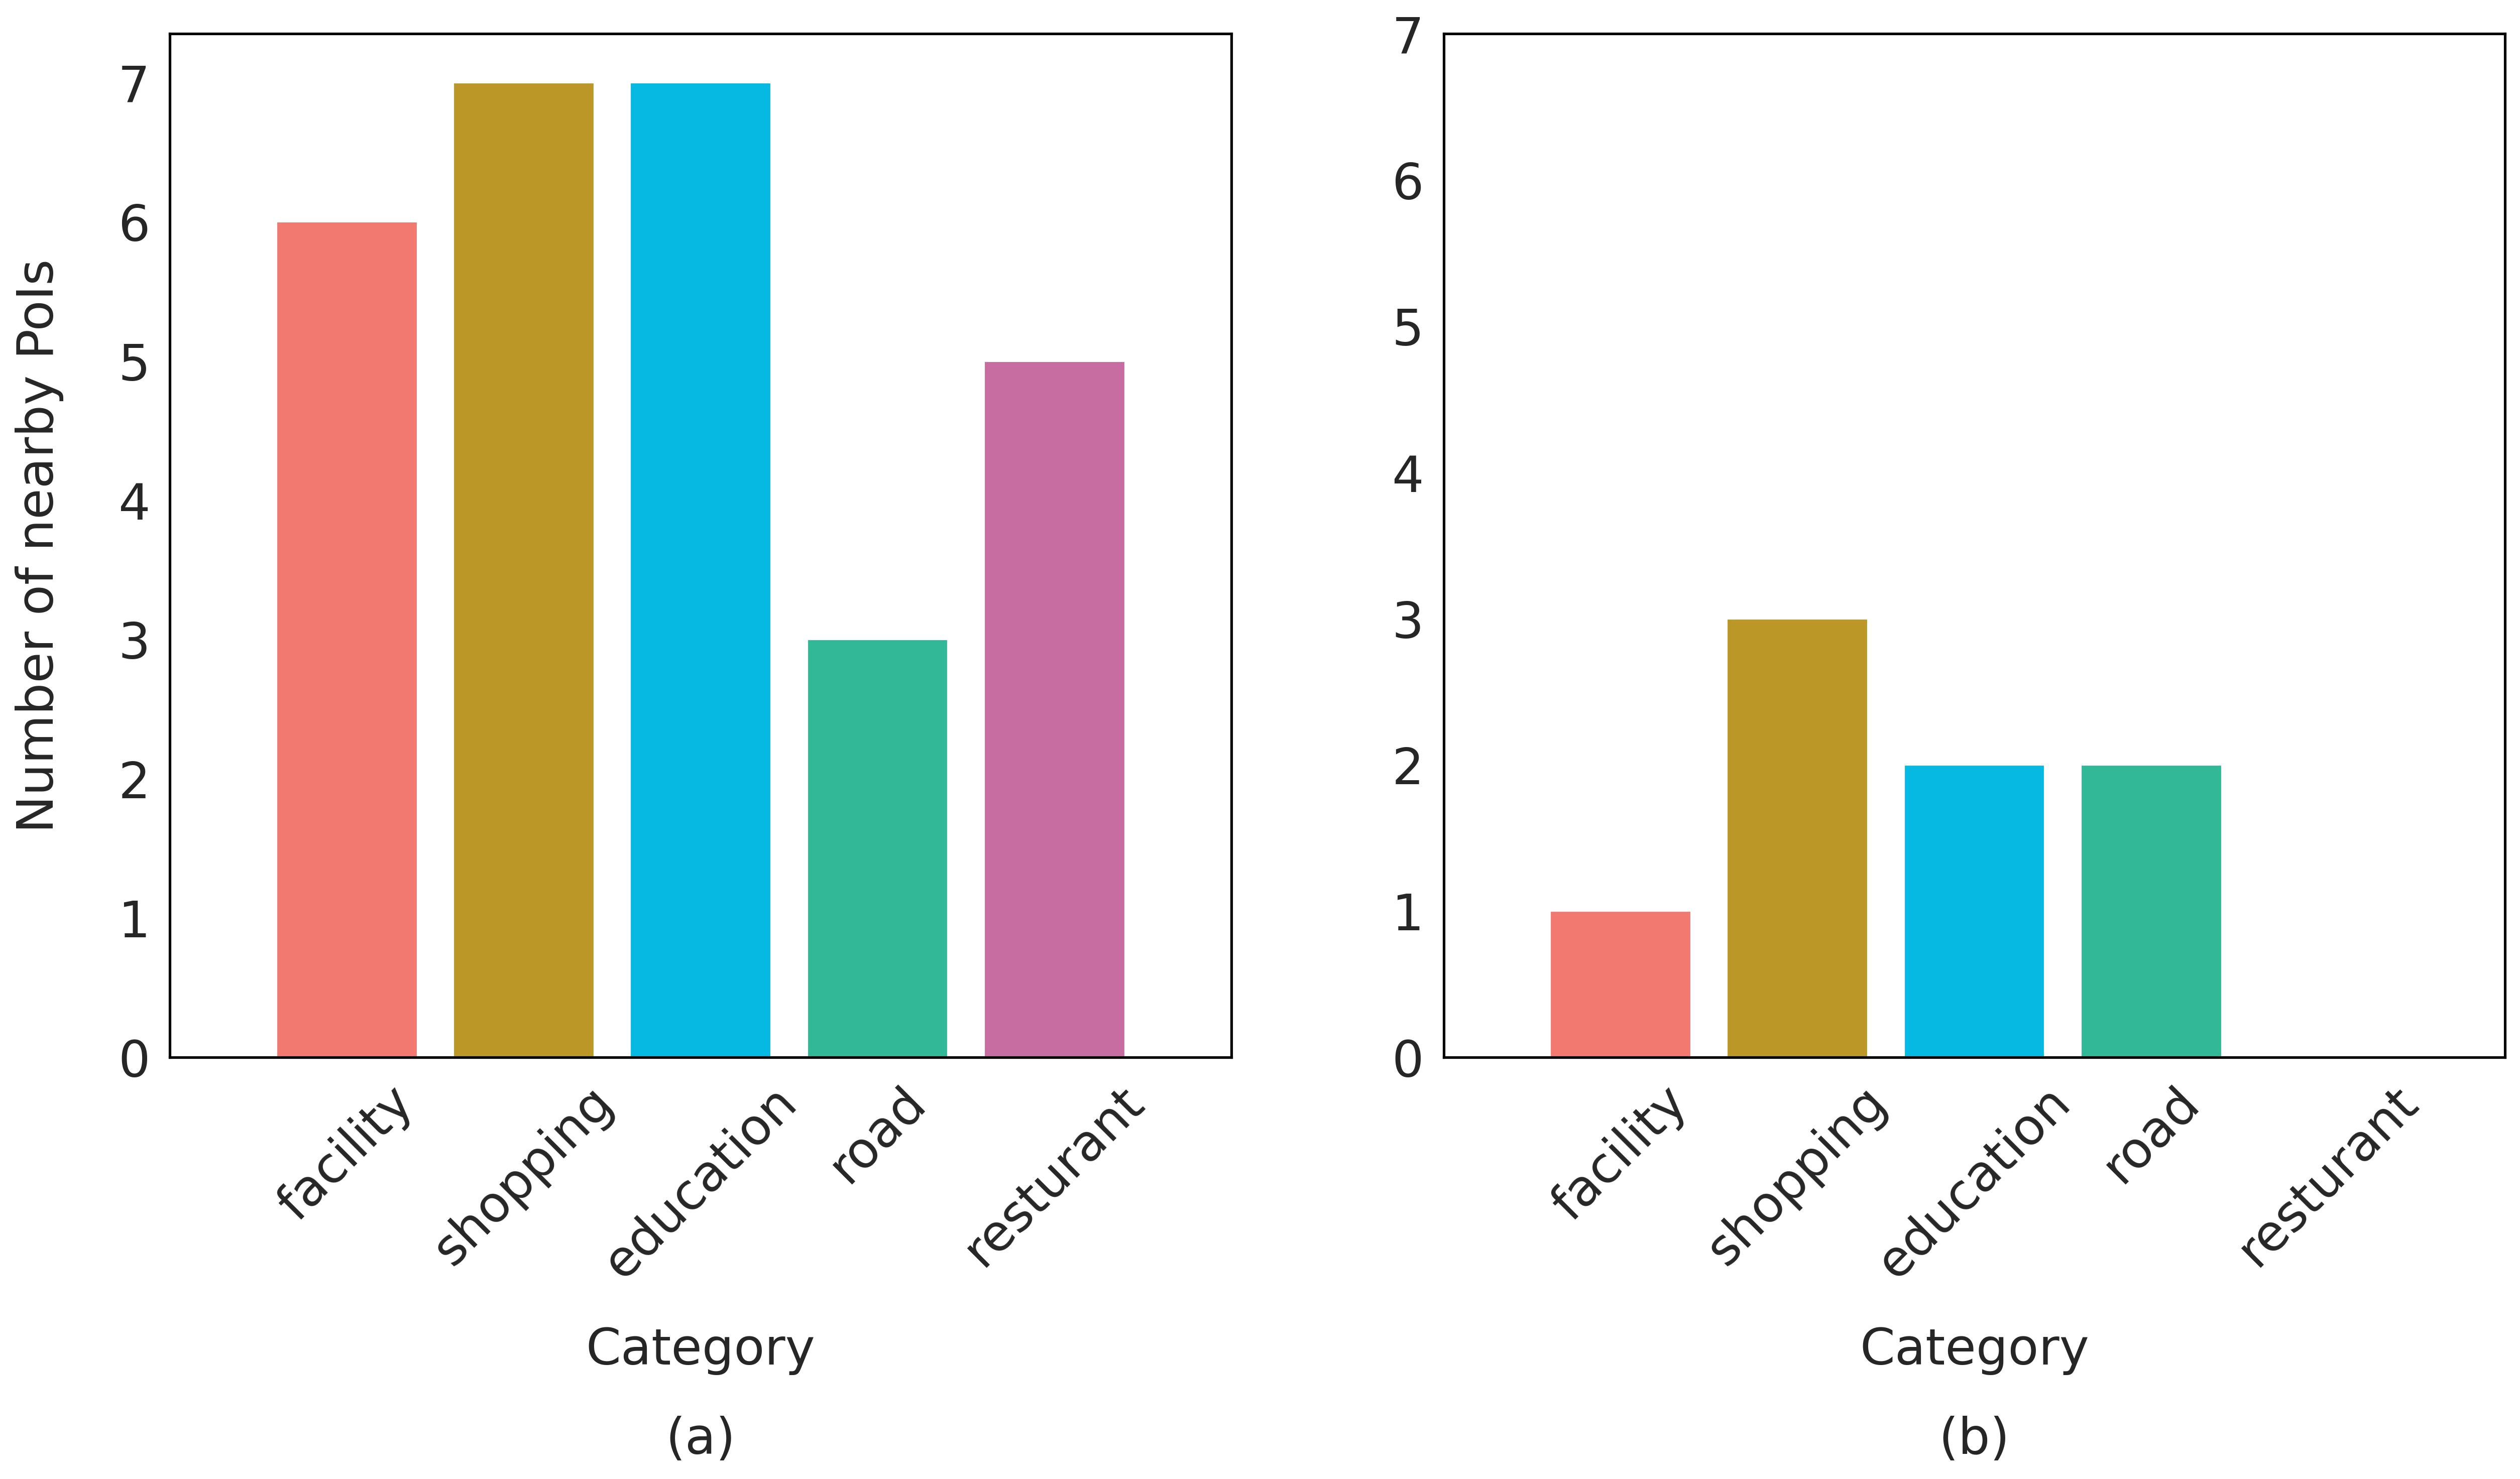 Number of nearby PoIs
7
6
5
4
3
2
1
0
facility
shopping
education
road
resturant
Category
(a)
7
6
5
4
3
2
1
0
facility
shopping
education
road
resturant
Category
(b)